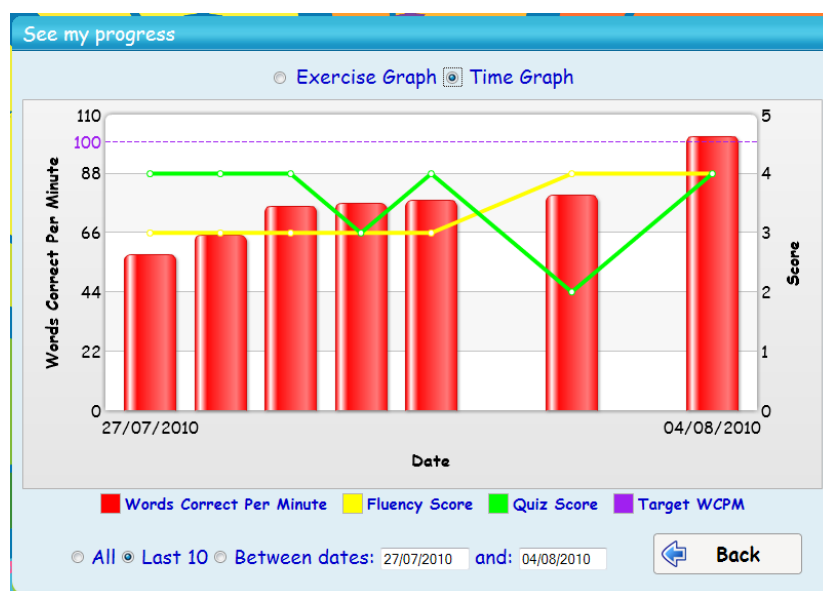 See my progress
Exercise Graph Time Graph
110 5
100
88 4
66 3
44 2
22 1
0 0
Words Correct Per Minute
Score
27/07/2010 04/08/2010
Date
Words Correct Per Minute Fluency Score Quiz Score Target WCPM
All Last 10 Between dates: 27/07/2010 and: 04/08/2010 Back